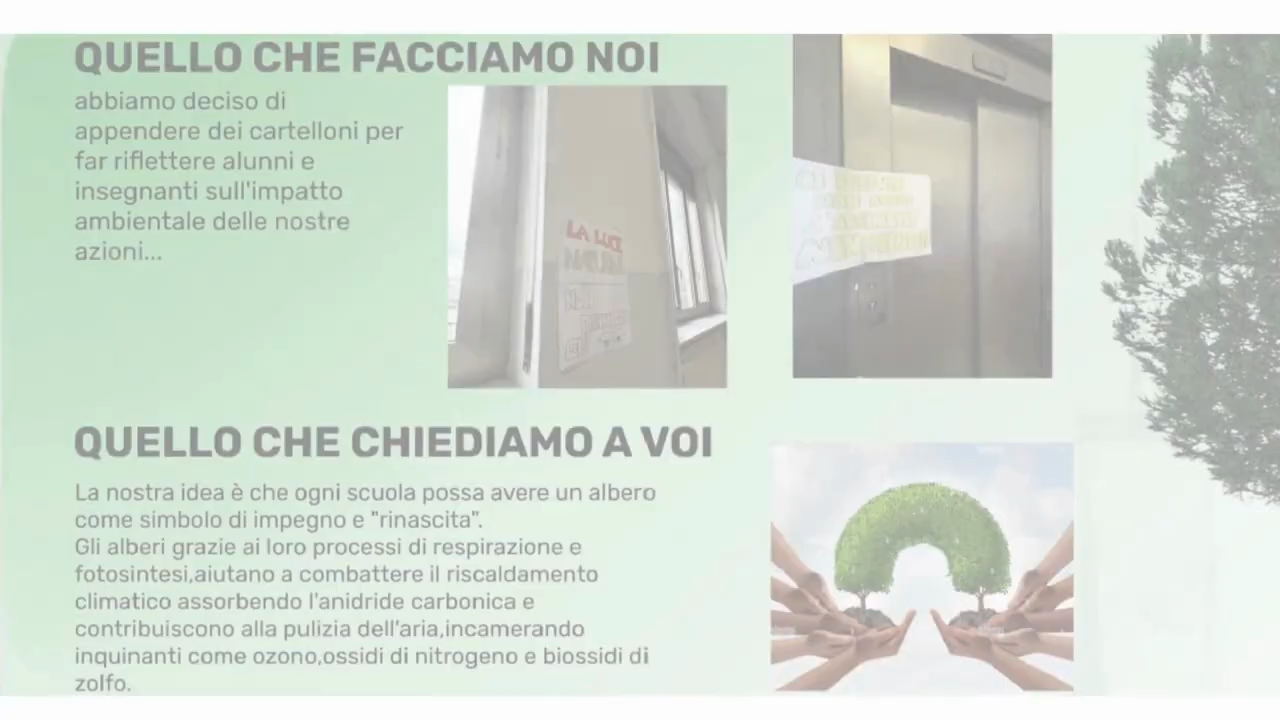 QUELLO CHE FACCIAMO NOI
abbiamo deciso di
appendere dei cartelloni per
far riflettere alunni e
insegnanti sull'impatto
ambientale delle nostre
azioni...
QUELLO CHE CHIEDIAMO A VOI
La nostra idea è che ogni scuola possa avere un albero
come simbolo di impegno e "rinascita".
Gli alberi grazie ai loro processi di respirazione e
fotosintesi,aiutano a combattere il riscaldamento
climatico assorbendo l'anidride carbonica e
contribuiscono alla pulizia dell'aria,incamerando
inquinanti come ozono,ossidi di nitrogeno e biossidi di
zolfo.